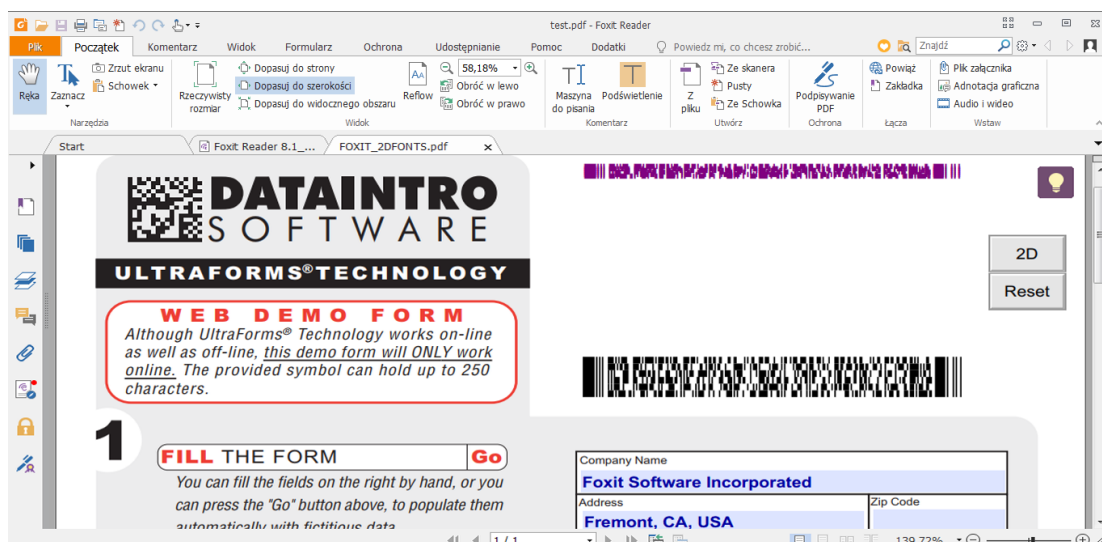 test.pdf - Foxit Reader
Plik Początek Komentarz Widok Formularz Ochrona Udostępnianie Pomoc Dodatki Powiedz mi, co chcesz zrobić... Znajdź
Ręka
Zaznacz
Zrzut ekranu
Schowek
Narzędzia
Rzeczywisty
rozmiar
Dopasuj do strony
Dopasuj do szerokości
Dopasuj do widocznego obszaru
Reflow
58,18%
Obróć w lewo
Obróć w prawo
Widok
Maszyna
do pisania
Podświetlenie
Komentarz
Z
pliku
Ze skanera
Pusty
Ze Schowka
Utwórz
Podpisywanie
PDF
Ochrona
Powiąż
Zakładka
Łącza
Plik załącznika
Adnotacja graficzna
Audio i wideo
Wstaw
Start Foxit Reader 8.1_... FOXIT_2DFONTS.pdf
DATAINTRO
SOFTWARE
ULTRAFORMS®TECHNOLOGY
WEB DEMO FORM
Although UltraForms® Technology works on-line
as well as off-line, this demo form will ONLY work
online. The provided symbol can hold up to 250
characters.
2D
Reset
1
FILL THE FORM Go
You can fill the fields on the right by hand, or you
can press the "Go" button above, to populate them
automatically with fictitious data.
Company Name
Foxit Software Incorporated
Address Zip Code
Fremont, CA, USA
1 / 1
139,72%